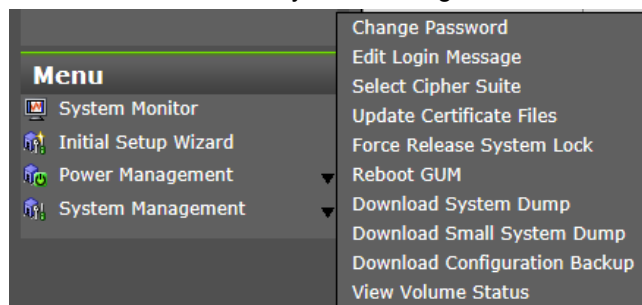 Menu
System Monitor
Initial Setup Wizard
Power Management
System Management
Change Password
Edit Login Message
Select Cipher Suite
Update Certificate Files
Force Release System Lock
Reboot GUM
Download System Dump
Download Small System Dump
Download Configuration Backup
View Volume Status